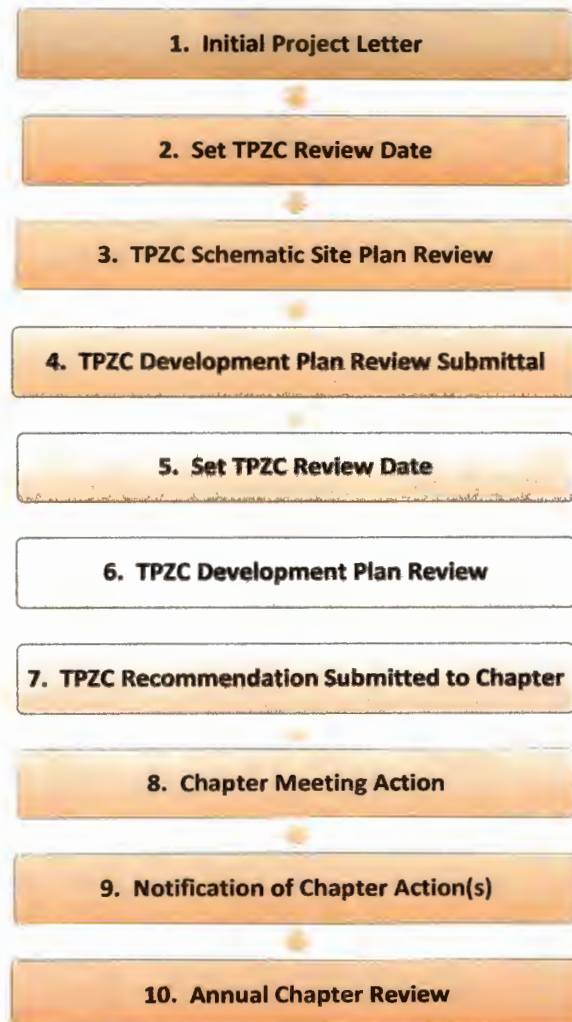 1. Initial Project Letter
2. Set TPZC Review Date
3. TPZC Schematic Site Plan Review
4. TPZC Development Plan Review Submittal
5. Set TPZC Review Date
6. TPZC Development Plan Review
7. TPZC Recommendation Submitted to Chapter
8. Chapter Meeting Action
9. Notification of Chapter Action(s)
10. Annual Chapter Review